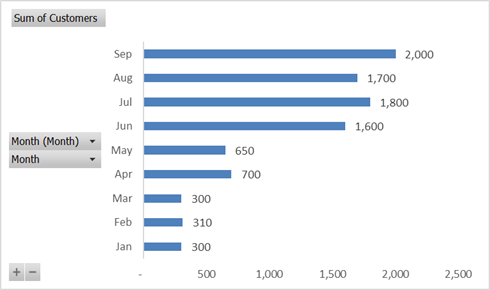 Sum of Customers
Sep 2,000
Aug 1,700
Jul 1,800
Jun 1,600
Month (Month)
May 650
Month
Apr 700
Mar 300
Feb 310
Jan 300
+ −
- 500 1,000 1,500 2,000 2,500